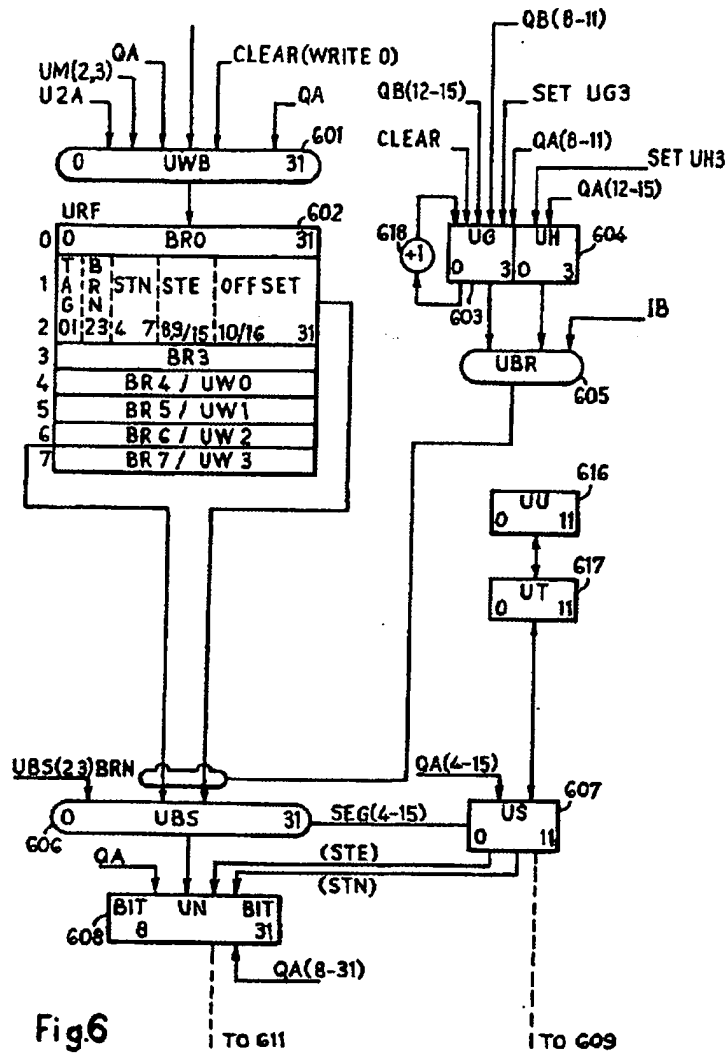 QB(8-11)
QA
CLEAR(WRITE 0)
UM(2,3)
U2A
QA
601
0 UWB 31
QB(12-15)
SET UG3
CLEAR
QA(8-11)
SET UH3
QA(12-15)
618
+1
UG UH
0 3 0 3
604
603
IB
UBR
605
URF
602
0 0 BR0 31
1 TAG BRN STN STE OFFSET
2 01 23 4 7 8,9/15 10/16 31
3 BR3
4 BR4 / UW0
5 BR5 / UW1
6 BR6 / UW2
7 BR7 / UW3
616
UU
0 11
617
UT
0 11
UBS(23)BRN
QA(4-15)
607
0 UBS 31
SEG(4-15)
US
0 11
606
(STE)
(STN)
QA
BIT UN BIT
8 31
608
QA(8-31)
Fig.6
TO 611
TO 609